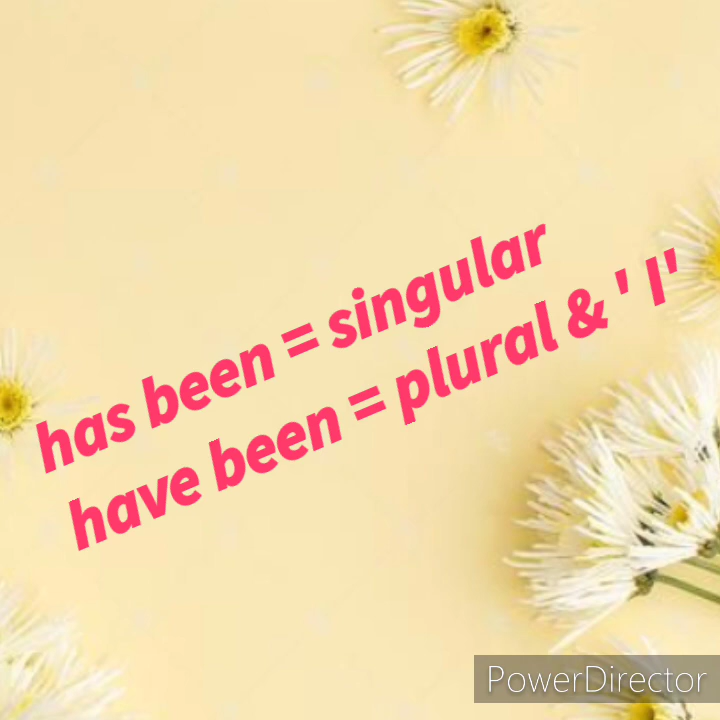 has been = singular
have been = plural & ' I'
PowerDirector